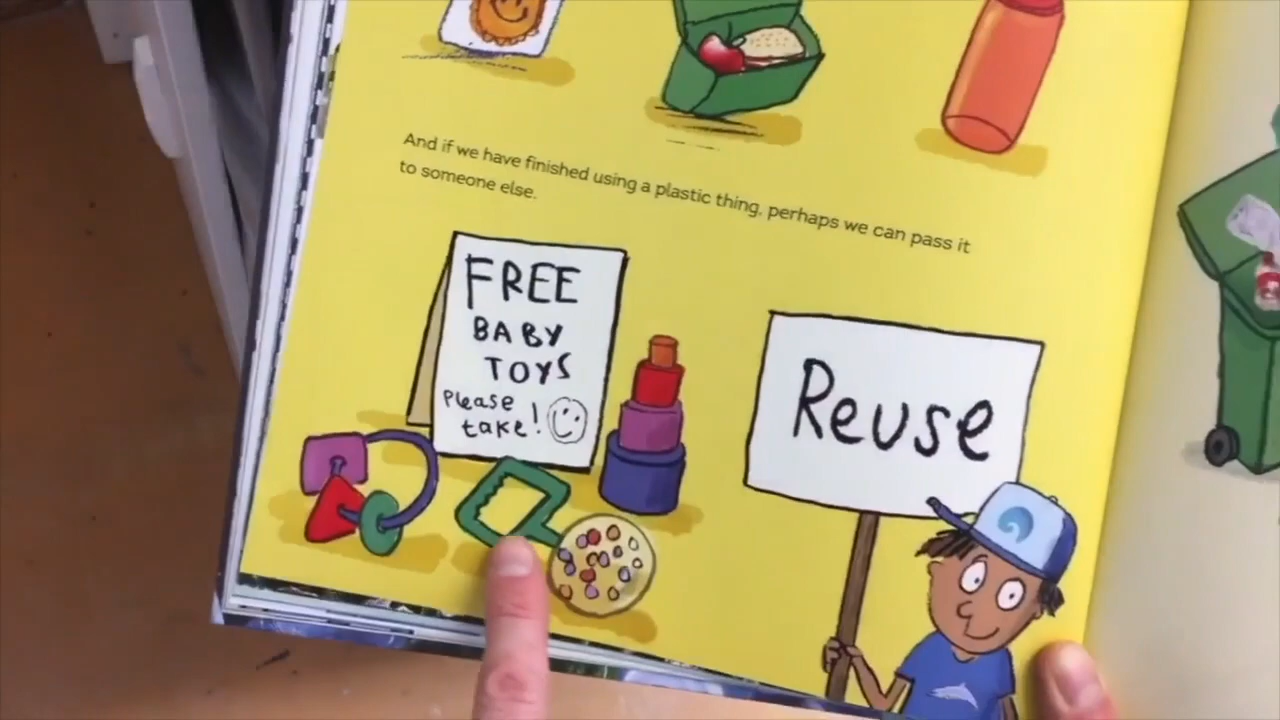 And if we have finished using a plastic thing, perhaps we can pass it
to someone else.
FREE
BABY
TOYS
Please
take!
Reuse